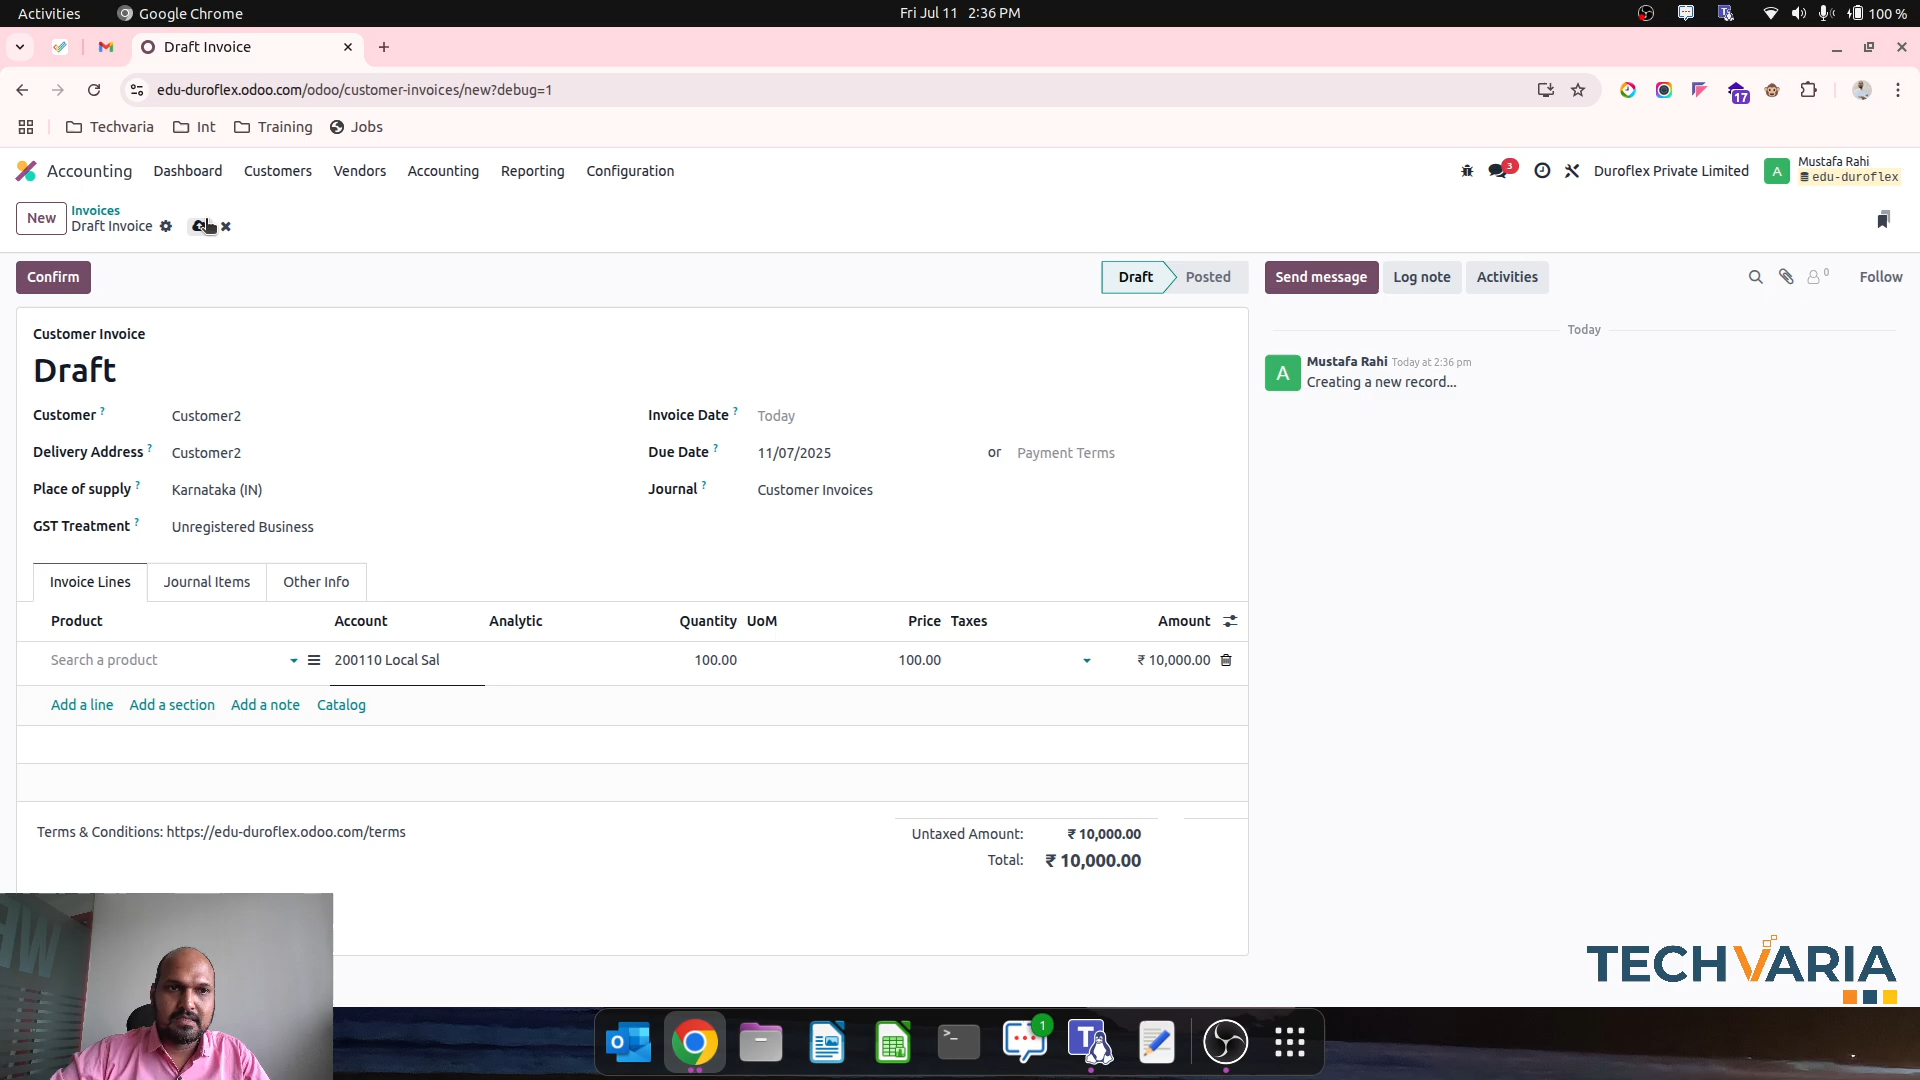 Activities Google Chrome Fri Jul 11 2:36 PM 100 %
Draft Invoice
edu-duroflex.odoo.com/odoo/customer-invoices/new?debug=1 17
Techvaria Int Training Jobs
Accounting Dashboard Customers Vendors Accounting Reporting Configuration 3 Duroflex Private Limited A Mustafa Rahi
edu-duroflex
New Invoices
Draft Invoice
Confirm Draft Posted Send message Log note Activities 0 Follow
Customer Invoice
Draft
Today
A Mustafa Rahi Today at 2:36 pm
Creating a new record...
Customer ? Customer2 Invoice Date ? Today
Delivery Address ? Customer2 Due Date ? 11/07/2025 or Payment Terms
Place of supply ? Karnataka (IN) Journal ? Customer Invoices
GST Treatment ? Unregistered Business
Invoice Lines Journal Items Other Info
Product Account Analytic Quantity UoM Price Taxes Amount
Search a product 200110 Local Sal 100.00 100.00 ₹ 10,000.00
Add a line Add a section Add a note Catalog
Terms & Conditions: https://edu-duroflex.odoo.com/terms
Untaxed Amount: ₹ 10,000.00
Total: ₹ 10,000.00
TECHVARIA
1